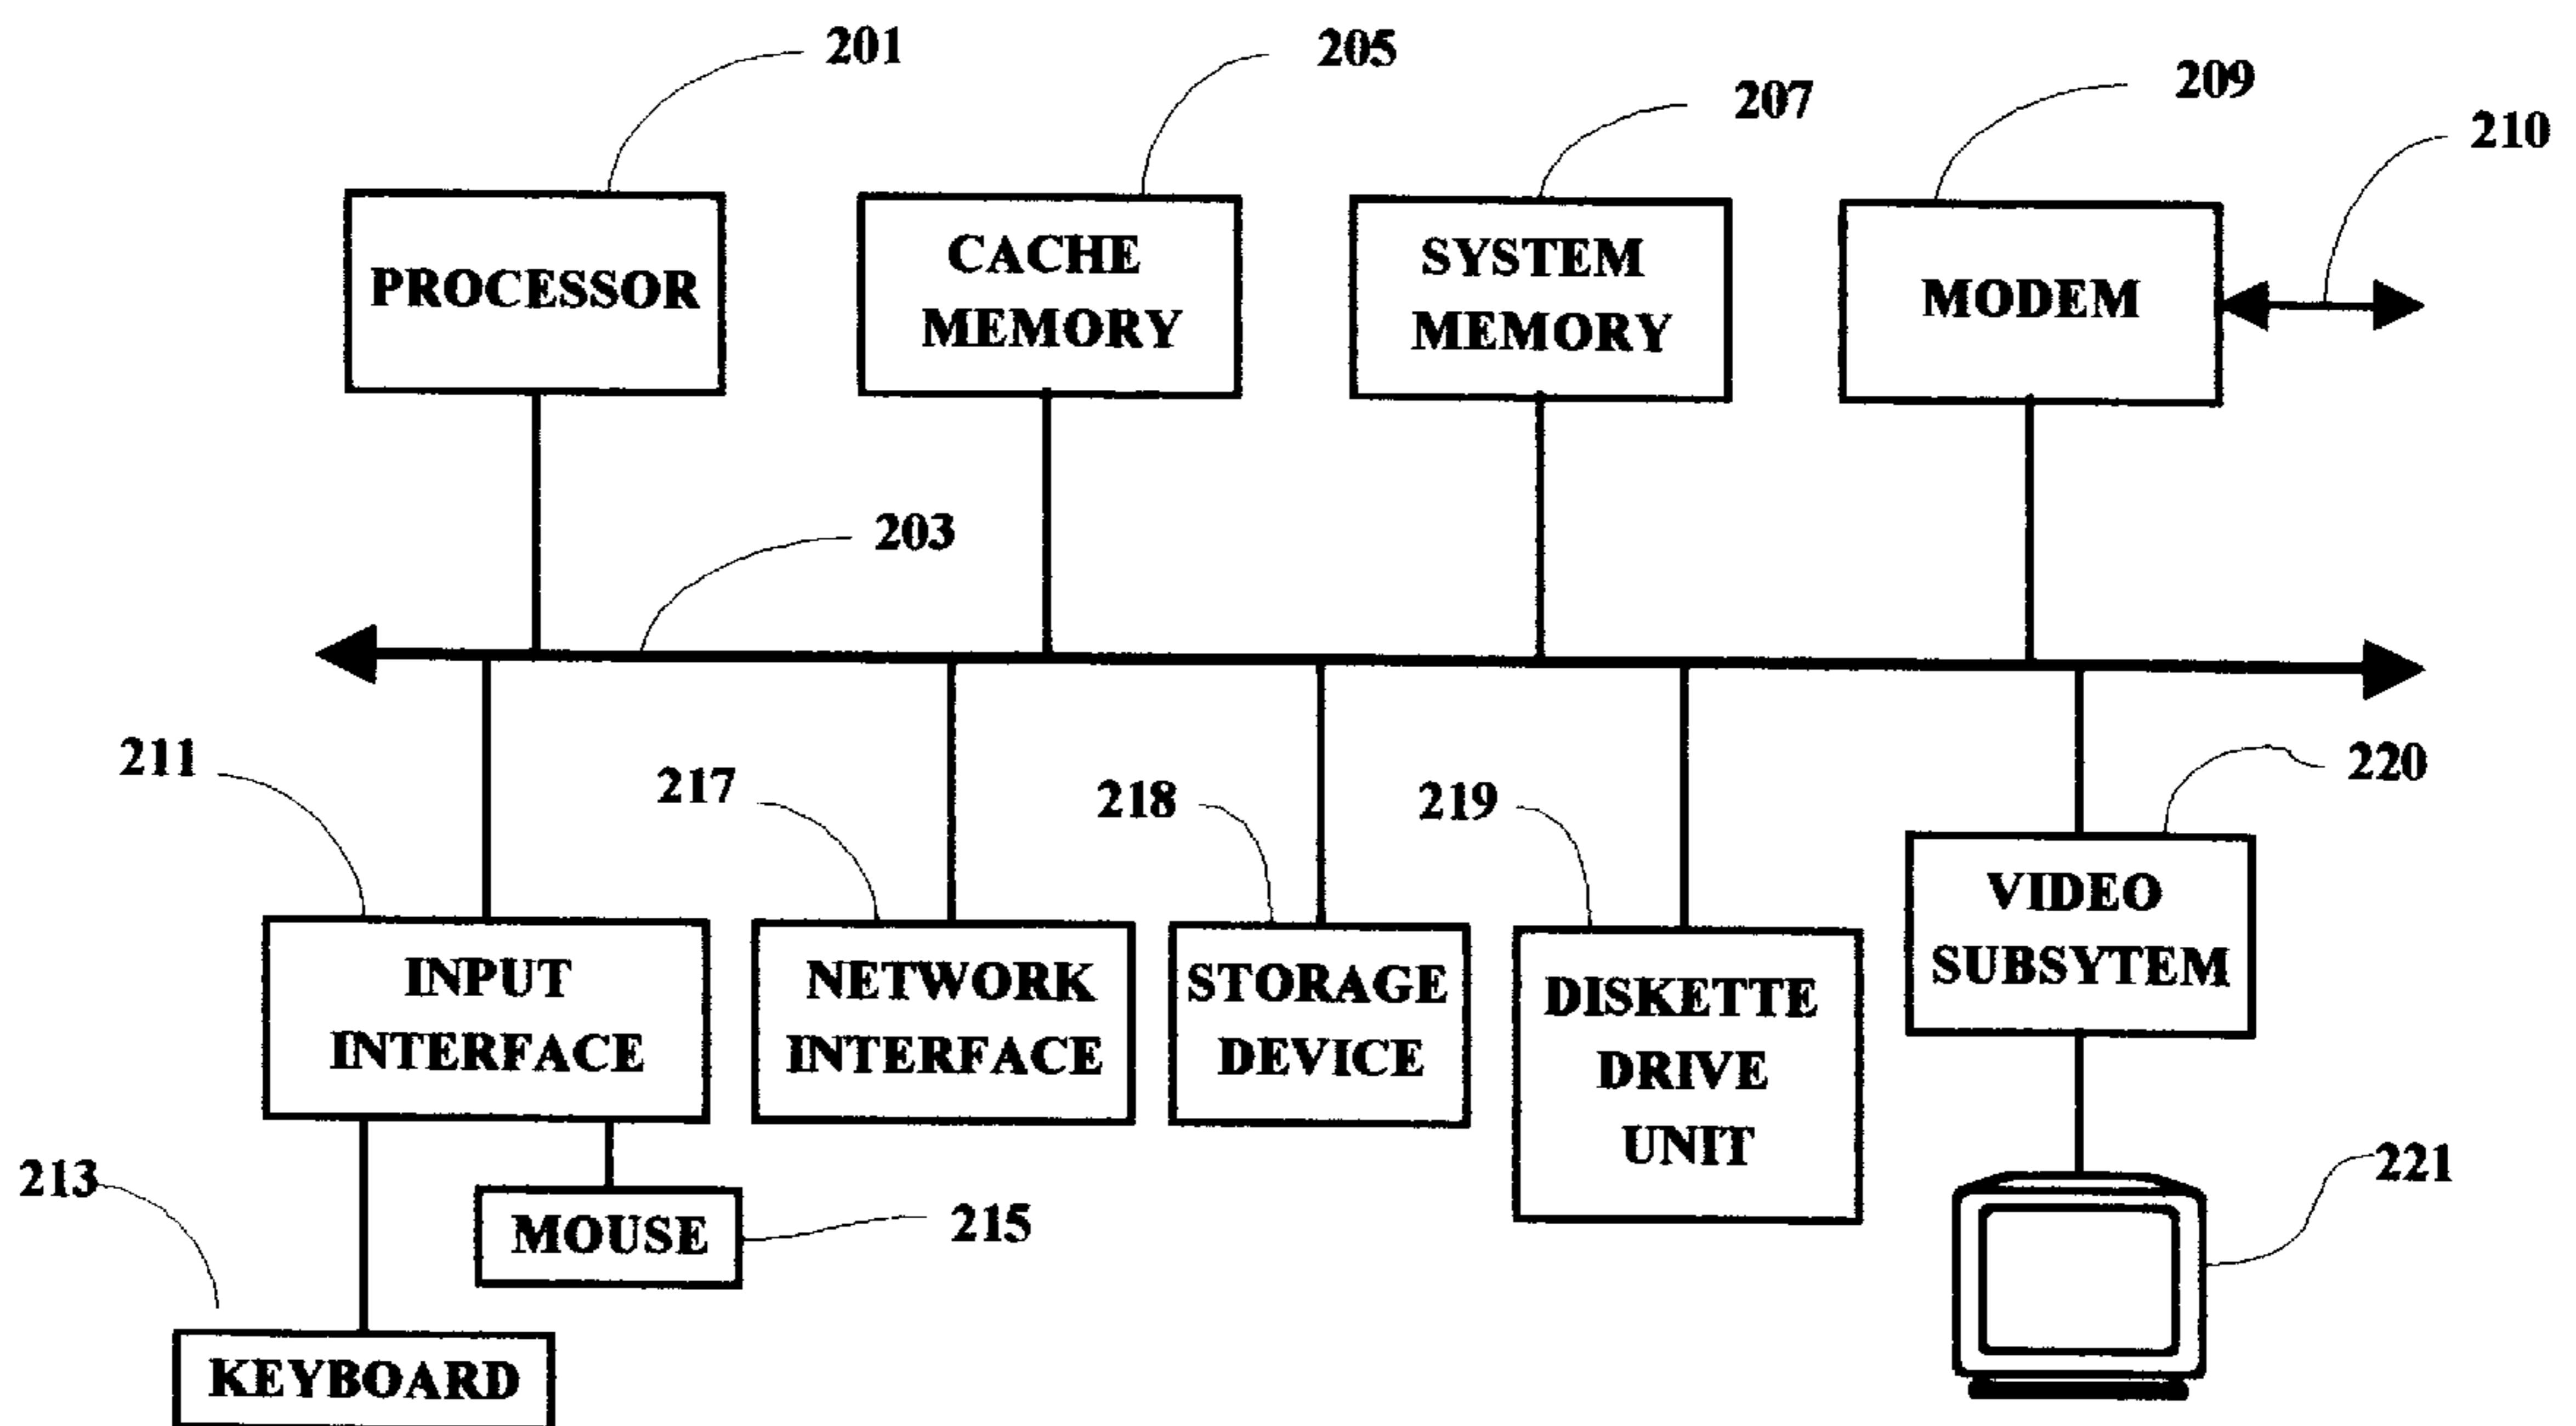 201
205
207
209
210
PROCESSOR
CACHE
MEMORY
SYSTEM
MEMORY
MODEM
203
211
217
218
219
220
INPUT
INTERFACE
NETWORK
INTERFACE
STORAGE
DEVICE
DISKETTE
DRIVE
UNIT
VIDEO
SUBSYTEM
213
MOUSE
215
221
KEYBOARD